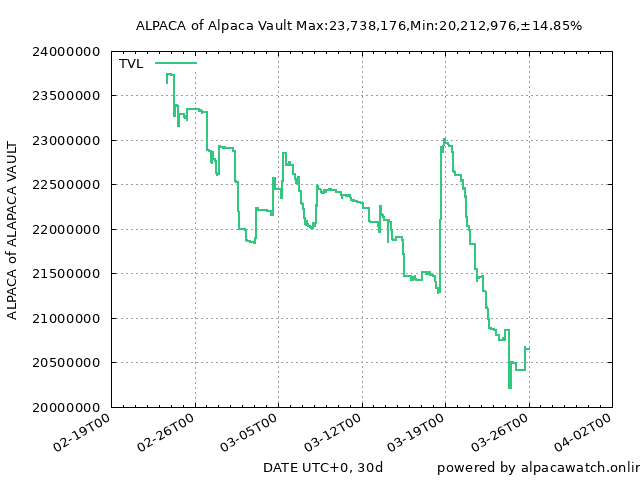 ALPACA of Alpaca Vault Max:23,738,176,Min:20,212,976,±14.85%
24000000
TVL
23500000
23000000
22500000
22000000
21500000
21000000
20500000
20000000
ALPACA of ALAPACA VAULT
02-19T00
02-26T00
03-05T00
03-12T00
03-19T00
03-26T00
04-02T00
DATE UTC+0, 30d
powered by alpacawatch.onlin